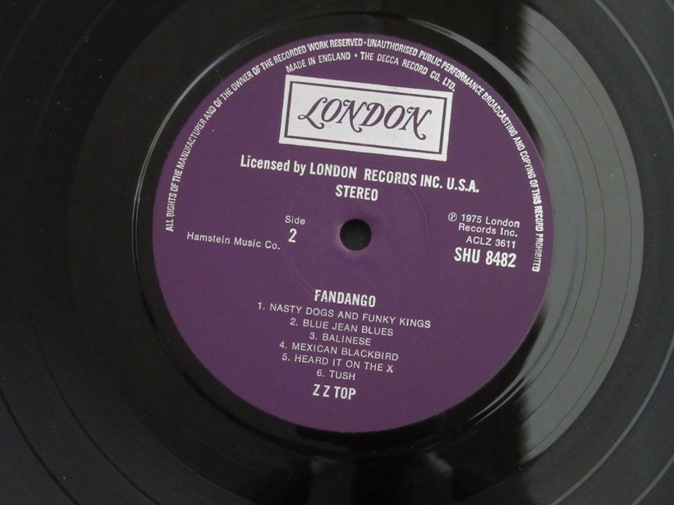 ALL RIGHTS OF THE MANUFACTURER AND OF THE OWNER OF THE RECORDED WORK RESERVED · UNAUTHORISED PUBLIC PERFORMANCE BROADCASTING AND COPYING OF THIS RECORD PROHIBITED
MADE IN ENGLAND · THE DECCA RECORD CO. LTD.
LONDON
Licensed by LONDON RECORDS INC. U.S.A.
STEREO
Side
2
Hamstein Music Co.
℗ 1975 London
Records Inc.
ACLZ 3611
SHU 8482
FANDANGO
1. NASTY DOGS AND FUNKY KINGS
2. BLUE JEAN BLUES
3. BALINESE
4. MEXICAN BLACKBIRD
5. HEARD IT ON THE X
6. TUSH
Z Z TOP